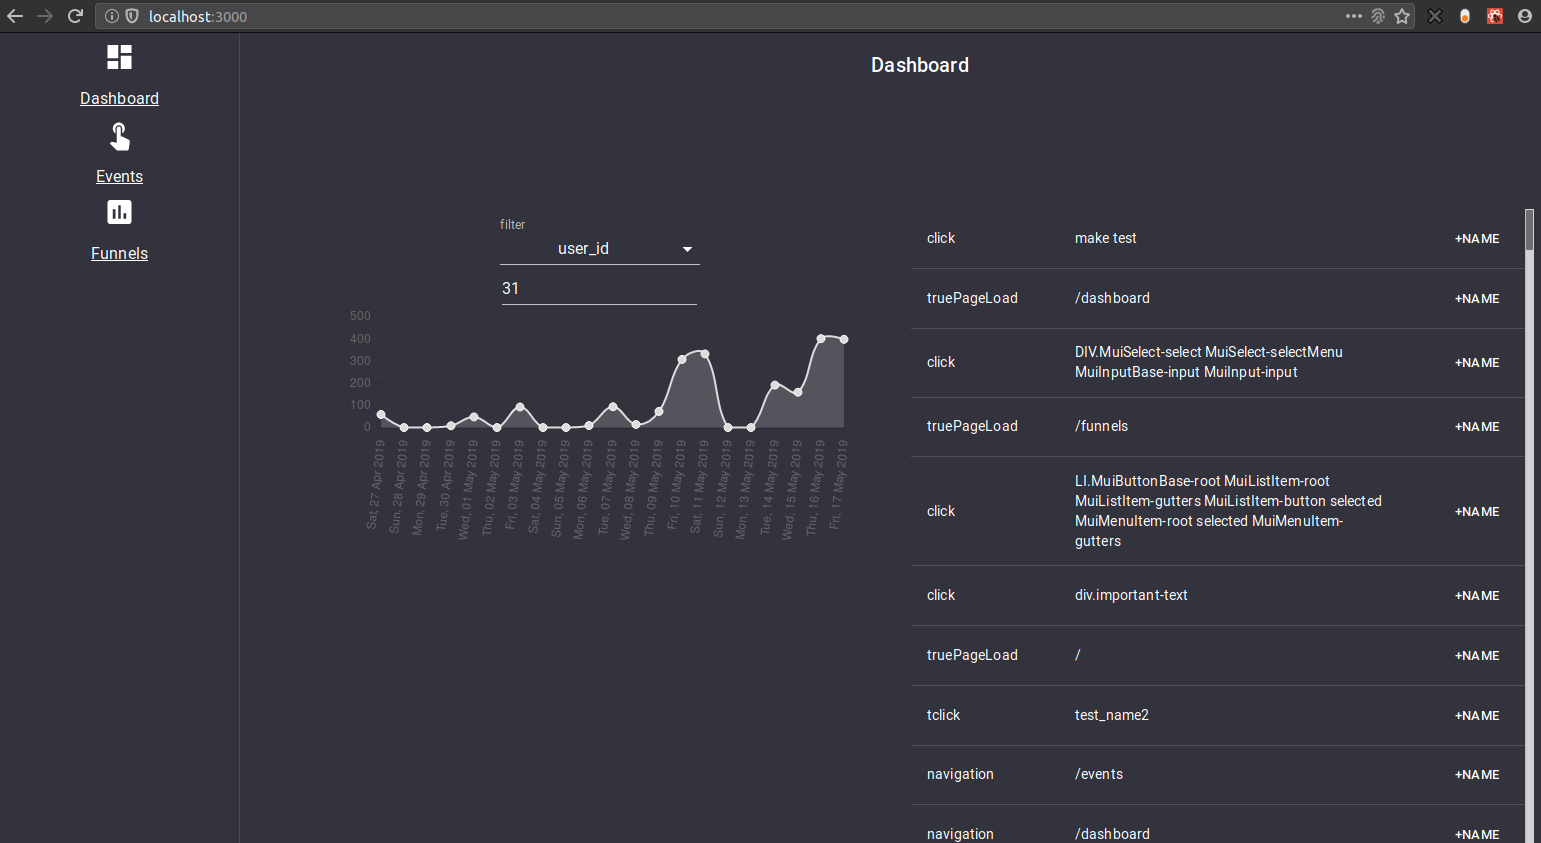 localhost:3000
Dashboard
Events
Funnels
Dashboard
filter
user_id
31
500
400
300
200
100
0
Sat, 27 Apr 2019
Sun, 28 Apr 2019
Mon, 29 Apr 2019
Tue, 30 Apr 2019
Wed, 01 May 2019
Thu, 02 May 2019
Fri, 03 May 2019
Sat, 04 May 2019
Sun, 05 May 2019
Mon, 06 May 2019
Tue, 07 May 2019
Wed, 08 May 2019
Thu, 09 May 2019
Fri, 10 May 2019
Sat, 11 May 2019
Sun, 12 May 2019
Mon, 13 May 2019
Tue, 14 May 2019
Wed, 15 May 2019
Thu, 16 May 2019
Fri, 17 May 2019
click make test +NAME
truePageLoad /dashboard +NAME
click DIV.MuiSelect-select MuiSelect-selectMenu
MuiInputBase-input MuiInput-input +NAME
truePageLoad /funnels +NAME
click LI.MuiButtonBase-root MuiListItem-root
MuiListItem-gutters MuiListItem-button selected
MuiMenuItem-root selected MuiMenuItem-
gutters +NAME
click div.important-text +NAME
truePageLoad / +NAME
tclick test_name2 +NAME
navigation /events +NAME
navigation /dashboard +NAME